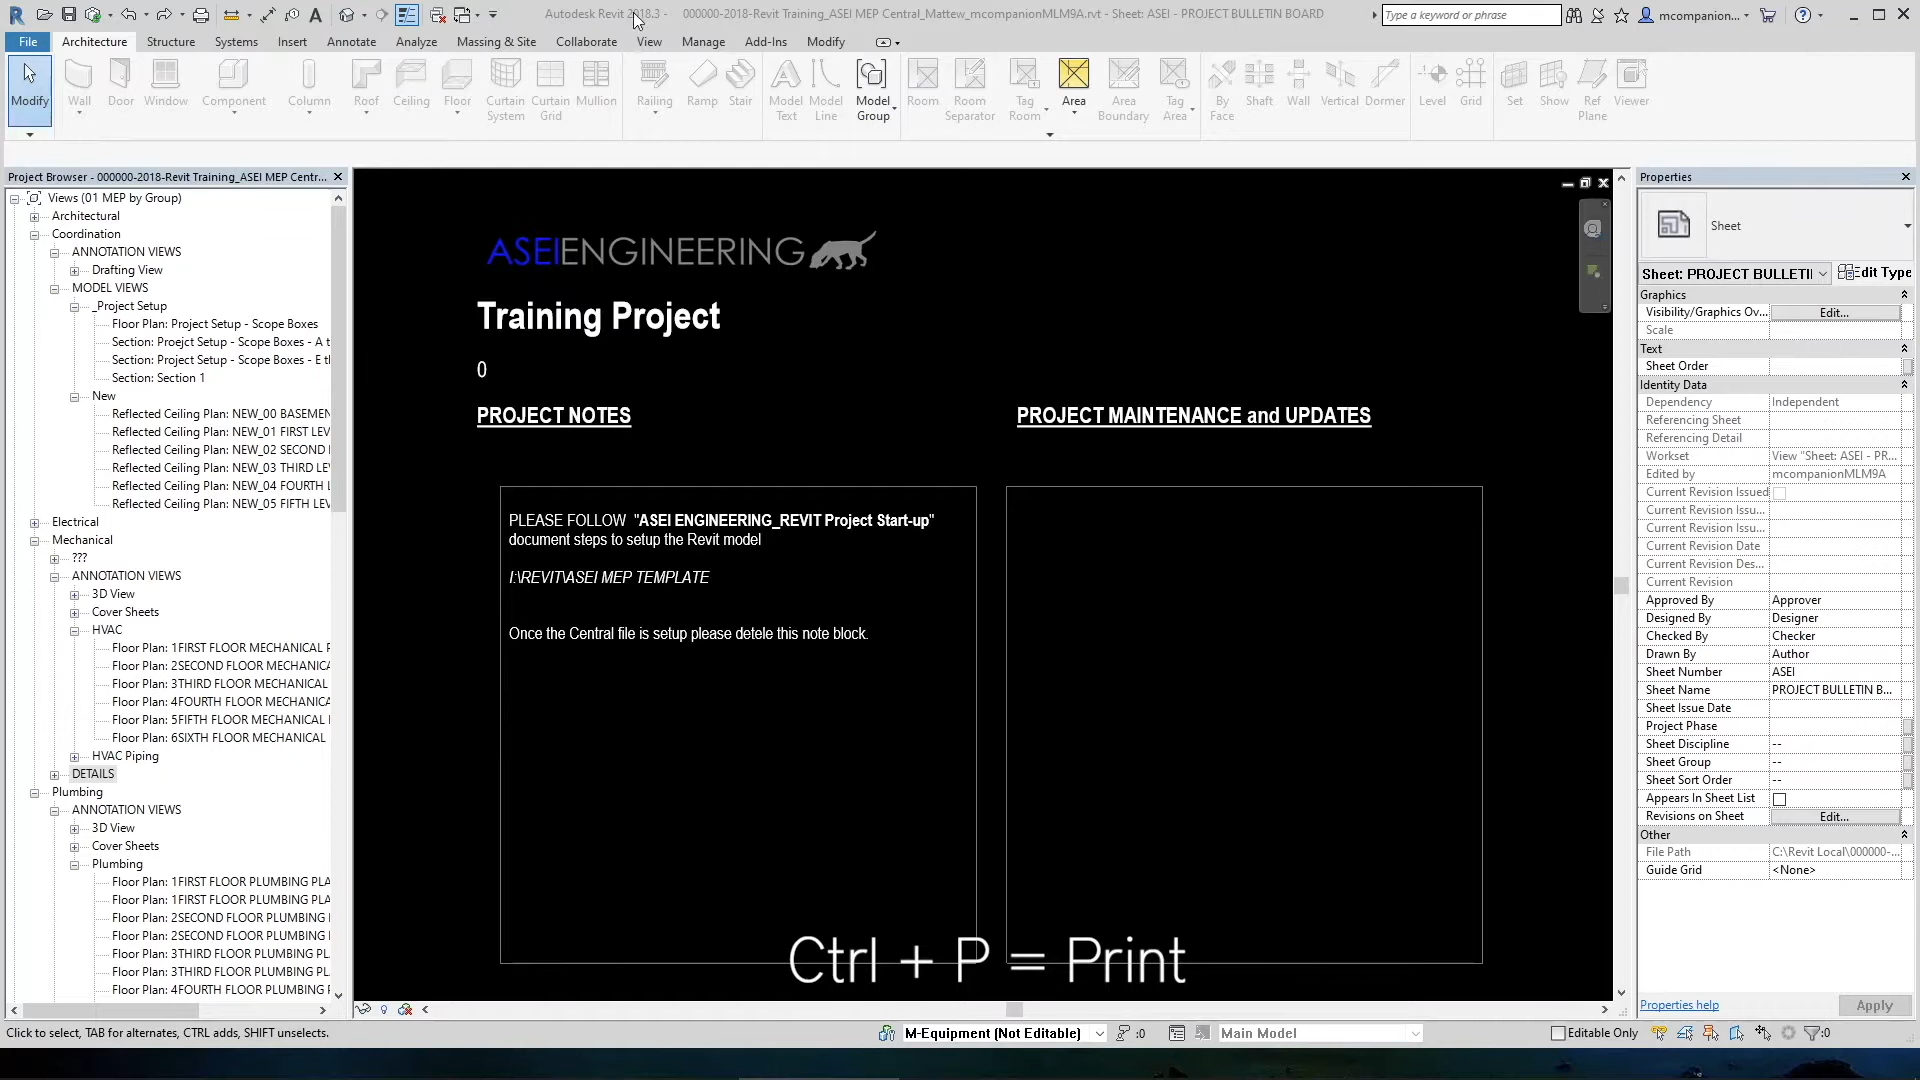 Autodesk Revit 2018.3 - 000000-2018-Revit Training_ASEI MEP Central_Mattew_mcompanionMLM9A.rvt - Sheet: ASEI - PROJECT BULLETIN BOARD
Type a keyword or phrase
mcompanion...
File Architecture Structure Systems Insert Annotate Analyze Massing & Site Collaborate View Manage Add-Ins Modify
Modify Wall Door Window Component Column Roof Ceiling Floor Curtain System Curtain Grid Mullion Railing Ramp Stair Model Text Model Line Model Group Room Room Separator Tag Room Area Area Boundary Tag Area By Face Shaft Wall Vertical Dormer Level Grid Set Show Ref Plane Viewer
Project Browser - 000000-2018-Revit Training_ASEI MEP Centr...
Views (01 MEP by Group)
Architectural
Coordination
ANNOTATION VIEWS
Drafting View
MODEL VIEWS
_Project Setup
Floor Plan: Project Setup - Scope Boxes
Section: Proejct Setup - Scope Boxes - A t
Section: Project Setup - Scope Boxes - E tl
Section: Section 1
New
Reflected Ceiling Plan: NEW_00 BASEMEN
Reflected Ceiling Plan: NEW_01 FIRST LEV
Reflected Ceiling Plan: NEW_02 SECOND
Reflected Ceiling Plan: NEW_03 THIRD LE
Reflected Ceiling Plan: NEW_04 FOURTH L
Reflected Ceiling Plan: NEW_05 FIFTH LEV
Electrical
Mechanical
???
ANNOTATION VIEWS
3D View
Cover Sheets
HVAC
Floor Plan: 1FIRST FLOOR MECHANICAL F
Floor Plan: 2SECOND FLOOR MECHANICA
Floor Plan: 3THIRD FLOOR MECHANICAL
Floor Plan: 4FOURTH FLOOR MECHANICA
Floor Plan: 5FIFTH FLOOR MECHANICAL
Floor Plan: 6SIXTH FLOOR MECHANICAL
HVAC Piping
DETAILS
Plumbing
ANNOTATION VIEWS
3D View
Cover Sheets
Plumbing
Floor Plan: 1FIRST FLOOR PLUMBING PLA
Floor Plan: 1FIRST FLOOR PLUMBING PLA
Floor Plan: 2SECOND FLOOR PLUMBING
Floor Plan: 2SECOND FLOOR PLUMBING
Floor Plan: 3THIRD FLOOR PLUMBING PL
Floor Plan: 3THIRD FLOOR PLUMBING PL
Floor Plan: 4FOURTH FLOOR PLUMBING P
ASEIENGINEERING
Training Project
0
PROJECT NOTES
PROJECT MAINTENANCE and UPDATES
PLEASE FOLLOW "ASEI ENGINEERING_REVIT Project Start-up"
document steps to setup the Revit model
I:\REVIT\ASEI MEP TEMPLATE
Once the Central file is setup please detele this note block.
Ctrl + P = Print
Properties
Sheet
Sheet: PROJECT BULLETI Edit Type
Graphics
Visibility/Graphics Ov... Edit...
Scale
Text
Sheet Order
Identity Data
Dependency Independent
Referencing Sheet
Referencing Detail
Workset View "Sheet: ASEI - PR...
Edited by mcompanionMLM9A
Current Revision Issued
Current Revision Issu...
Current Revision Issu...
Current Revision Date
Current Revision Des...
Current Revision
Approved By Approver
Designed By Designer
Checked By Checker
Drawn By Author
Sheet Number ASEI
Sheet Name PROJECT BULLETIN B...
Sheet Issue Date
Project Phase
Sheet Discipline --
Sheet Group --
Sheet Sort Order --
Appears In Sheet List
Revisions on Sheet Edit...
Other
File Path C:\Revit Local\000000-...
Guide Grid <None>
Properties help Apply
Click to select, TAB for alternates, CTRL adds, SHIFT unselects.
M-Equipment (Not Editable) :0 Main Model Editable Only :0